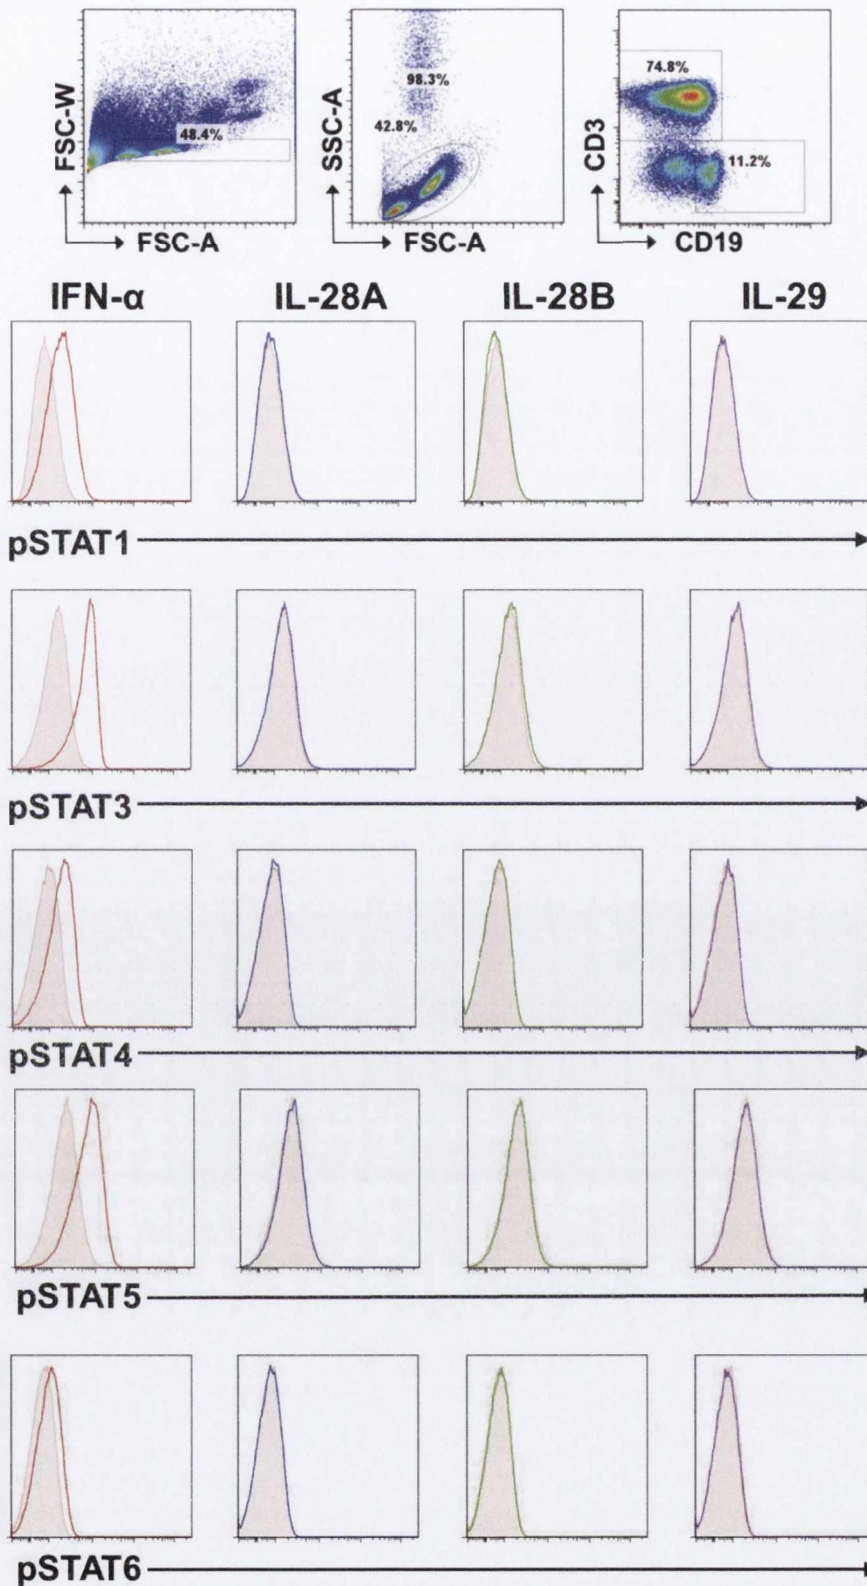 FSC-W
48.4%
FSC-A
SSC-A
98.3%
42.8%
FSC-A
CD3
74.8%
11.2%
CD19
IFN-α IL-28A IL-28B IL-29
pSTAT1
pSTAT3
pSTAT4
pSTAT5
pSTAT6